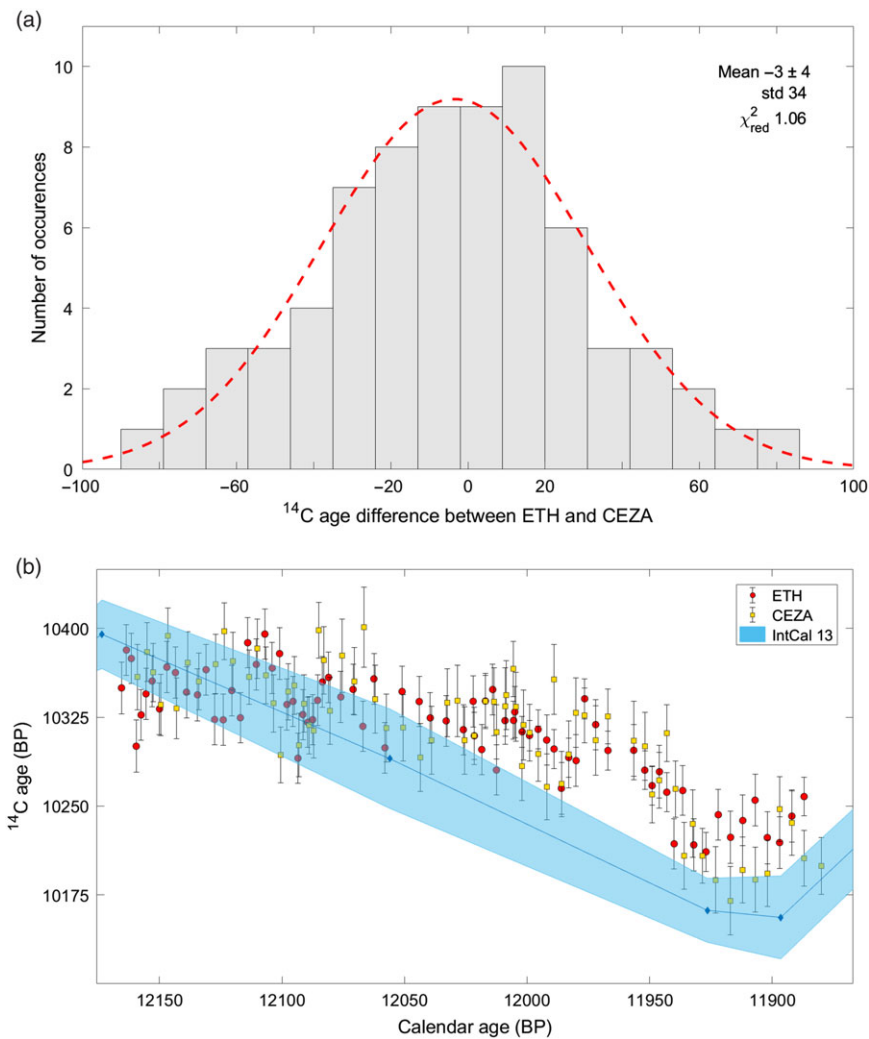 (a)
10
8
6
4
2
0
Number of occurences
Mean −3 ± 4
std 34
χ²red 1.06
−100
−60
−20
0
20
60
100
¹⁴C age difference between ETH and CEZA
(b)
10400
10325
10250
10175
¹⁴C age (BP)
ETH
CEZA
IntCal 13
12150
12100
12050
12000
11950
11900
Calendar age (BP)